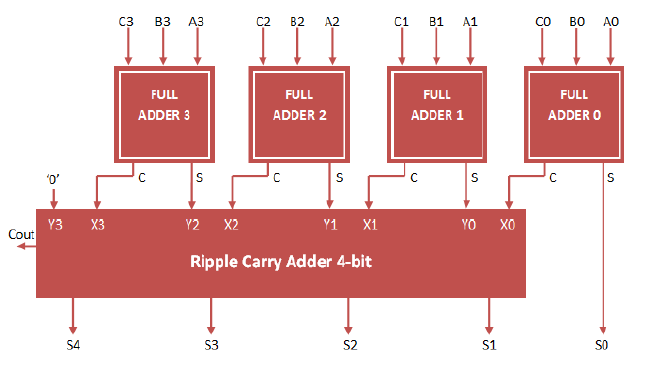 C3 B3 A3 C2 B2 A2 C1 B1 A1 C0 B0 A0
FULL
ADDER 3
FULL
ADDER 2
FULL
ADDER 1
FULL
ADDER 0
‘0’ C S C S C S C S
Y3 X3 Y2 X2 Y1 X1 Y0 X0
Cout
Ripple Carry Adder 4-bit
S4 S3 S2 S1 S0